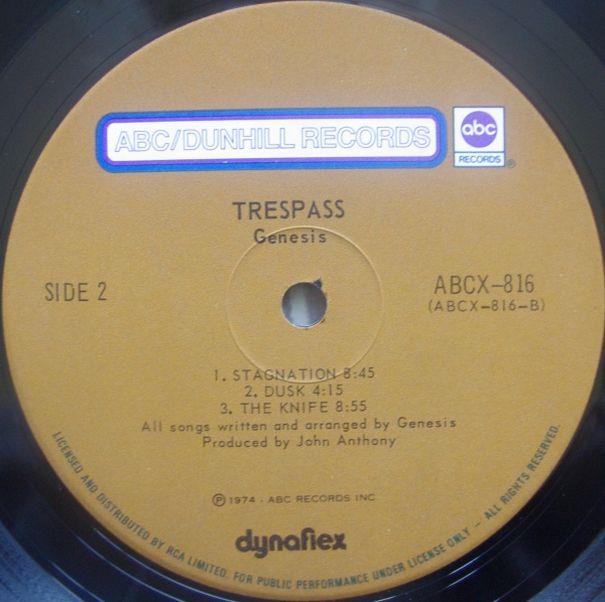 ABC/DUNHILL RECORDS
abc
RECORDS
®
TRESPASS
Genesis
SIDE 2
ABCX-816
(ABCX-816-B)
1. STAGNATION 8:45
2. DUSK 4:15
3. THE KNIFE 8:55
All songs written and arranged by Genesis
Produced by John Anthony
℗ 1974 · ABC RECORDS INC
dynaflex
LICENSED AND DISTRIBUTED BY RCA LIMITED. FOR PUBLIC PERFORMANCE UNDER LICENSE ONLY - ALL RIGHTS RESERVED.